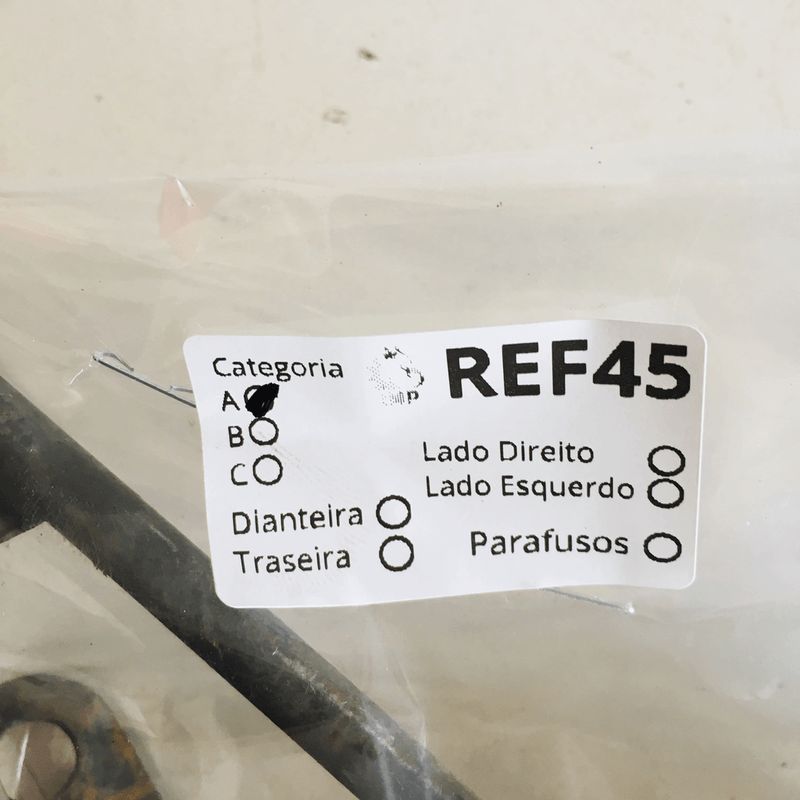 Categoria
A
B
C
Dianteira
Traseira
REF45
Lado Direito
Lado Esquerdo
Parafusos